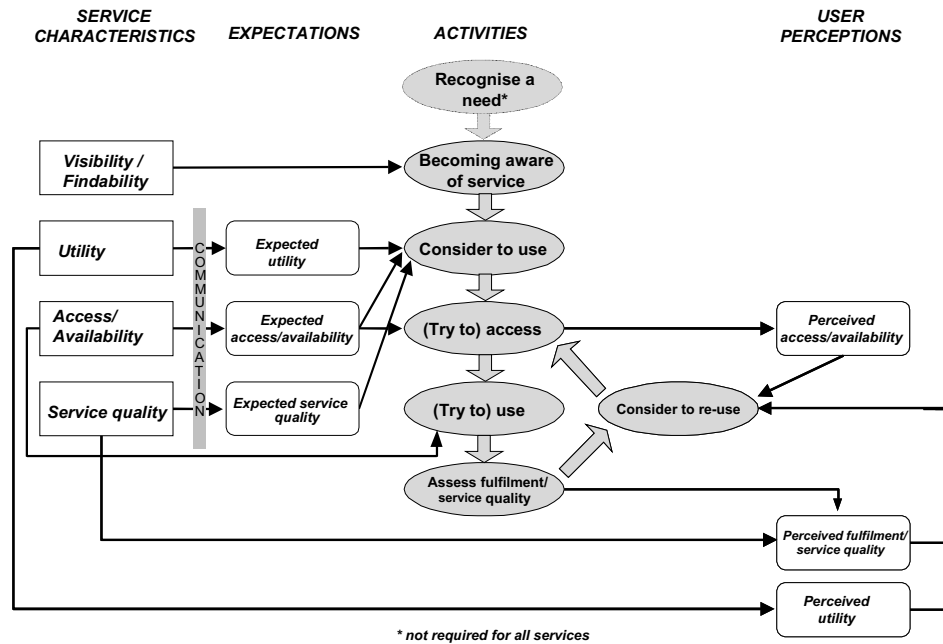 SERVICE
CHARACTERISTICS
EXPECTATIONS
ACTIVITIES
USER
PERCEPTIONS
Recognise a
need*
Visibility /
Findability
Becoming aware
of service
Utility
COMMUNICATION
Expected
utility
Consider to use
Access/
Availability
Expected
access/availability
(Try to) access
Perceived
access/availability
Service quality
Expected service
quality
(Try to) use
Consider to re-use
Assess fulfilment/
service quality
Perceived fulfilment/
service quality
Perceived
utility
* not required for all services